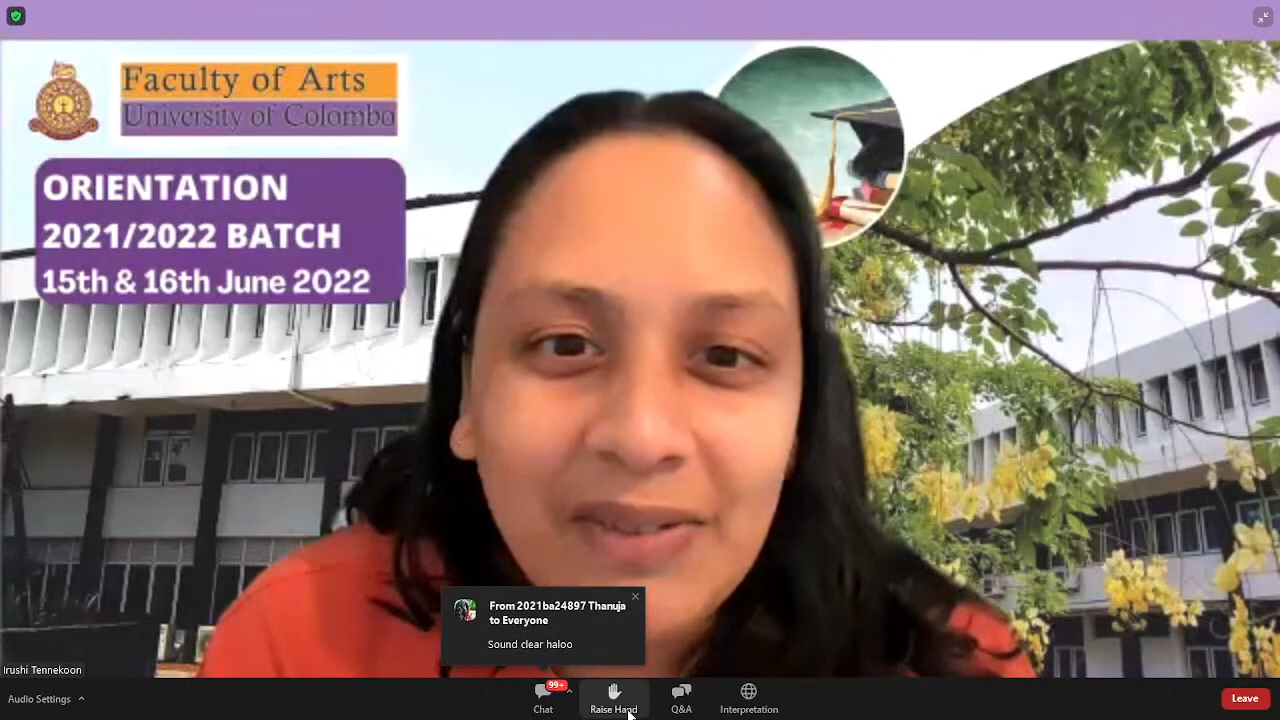 Faculty of Arts
University of Colombo
ORIENTATION
2021/2022 BATCH
15th & 16th June 2022
From 2021ba24897 Thanuja
to Everyone
Sound clear haloo
Irushi Tennekoon
Audio Settings
99+
Chat
Raise Hand
Q&A
Interpretation
Leave